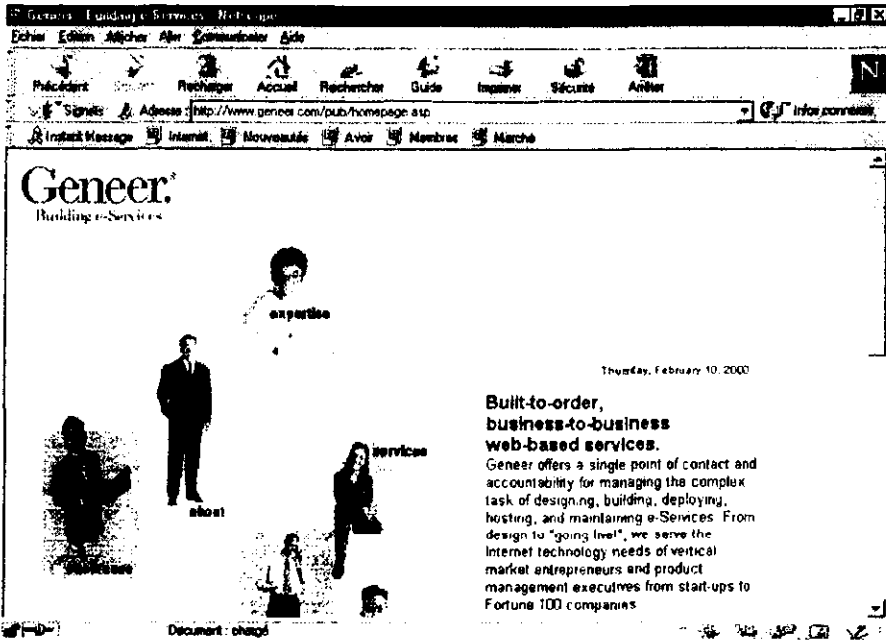 Geneer - Building e-Services - Netscape
Fichier Edition Afficher Aller Communicator Aide
Précédent Recharger Accueil Rechercher Guide Imprimer Sécurité Arrêter
N
Signets Adresse : http://www.geneer.com/pub/homepage.asp Infos connexes
Instant Message Internet Nouveautés A voir Membres Marché
Geneer.
Building e-Services
expertise
Thursday, February 10, 2000
Built-to-order,
business-to-business
web-based services.
services
Geneer offers a single point of contact and
accountability for managing the complex
task of designing, building, deploying,
about
hosting, and maintaining e-Services. From
design to "going live!", we serve the
Internet technology needs of vertical
market entrepreneurs and product
management executives from start-ups to
Fortune 100 companies
Document : chargé